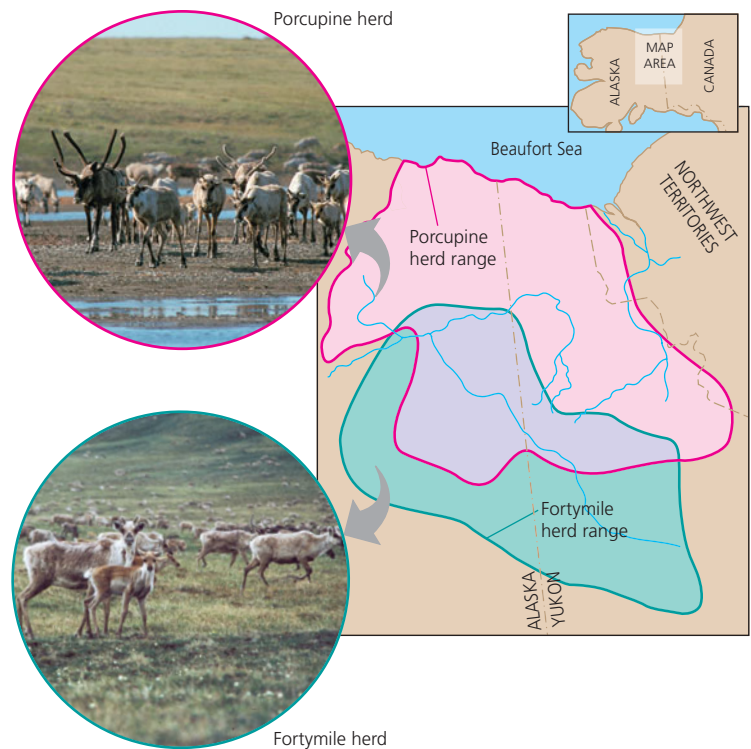 Porcupine herd
MAP
AREA
ALASKA
CANADA
Beaufort Sea
NORTHWEST
TERRITORIES
Porcupine
herd range
Fortymile
herd range
ALASKA
YUKON
Fortymile herd